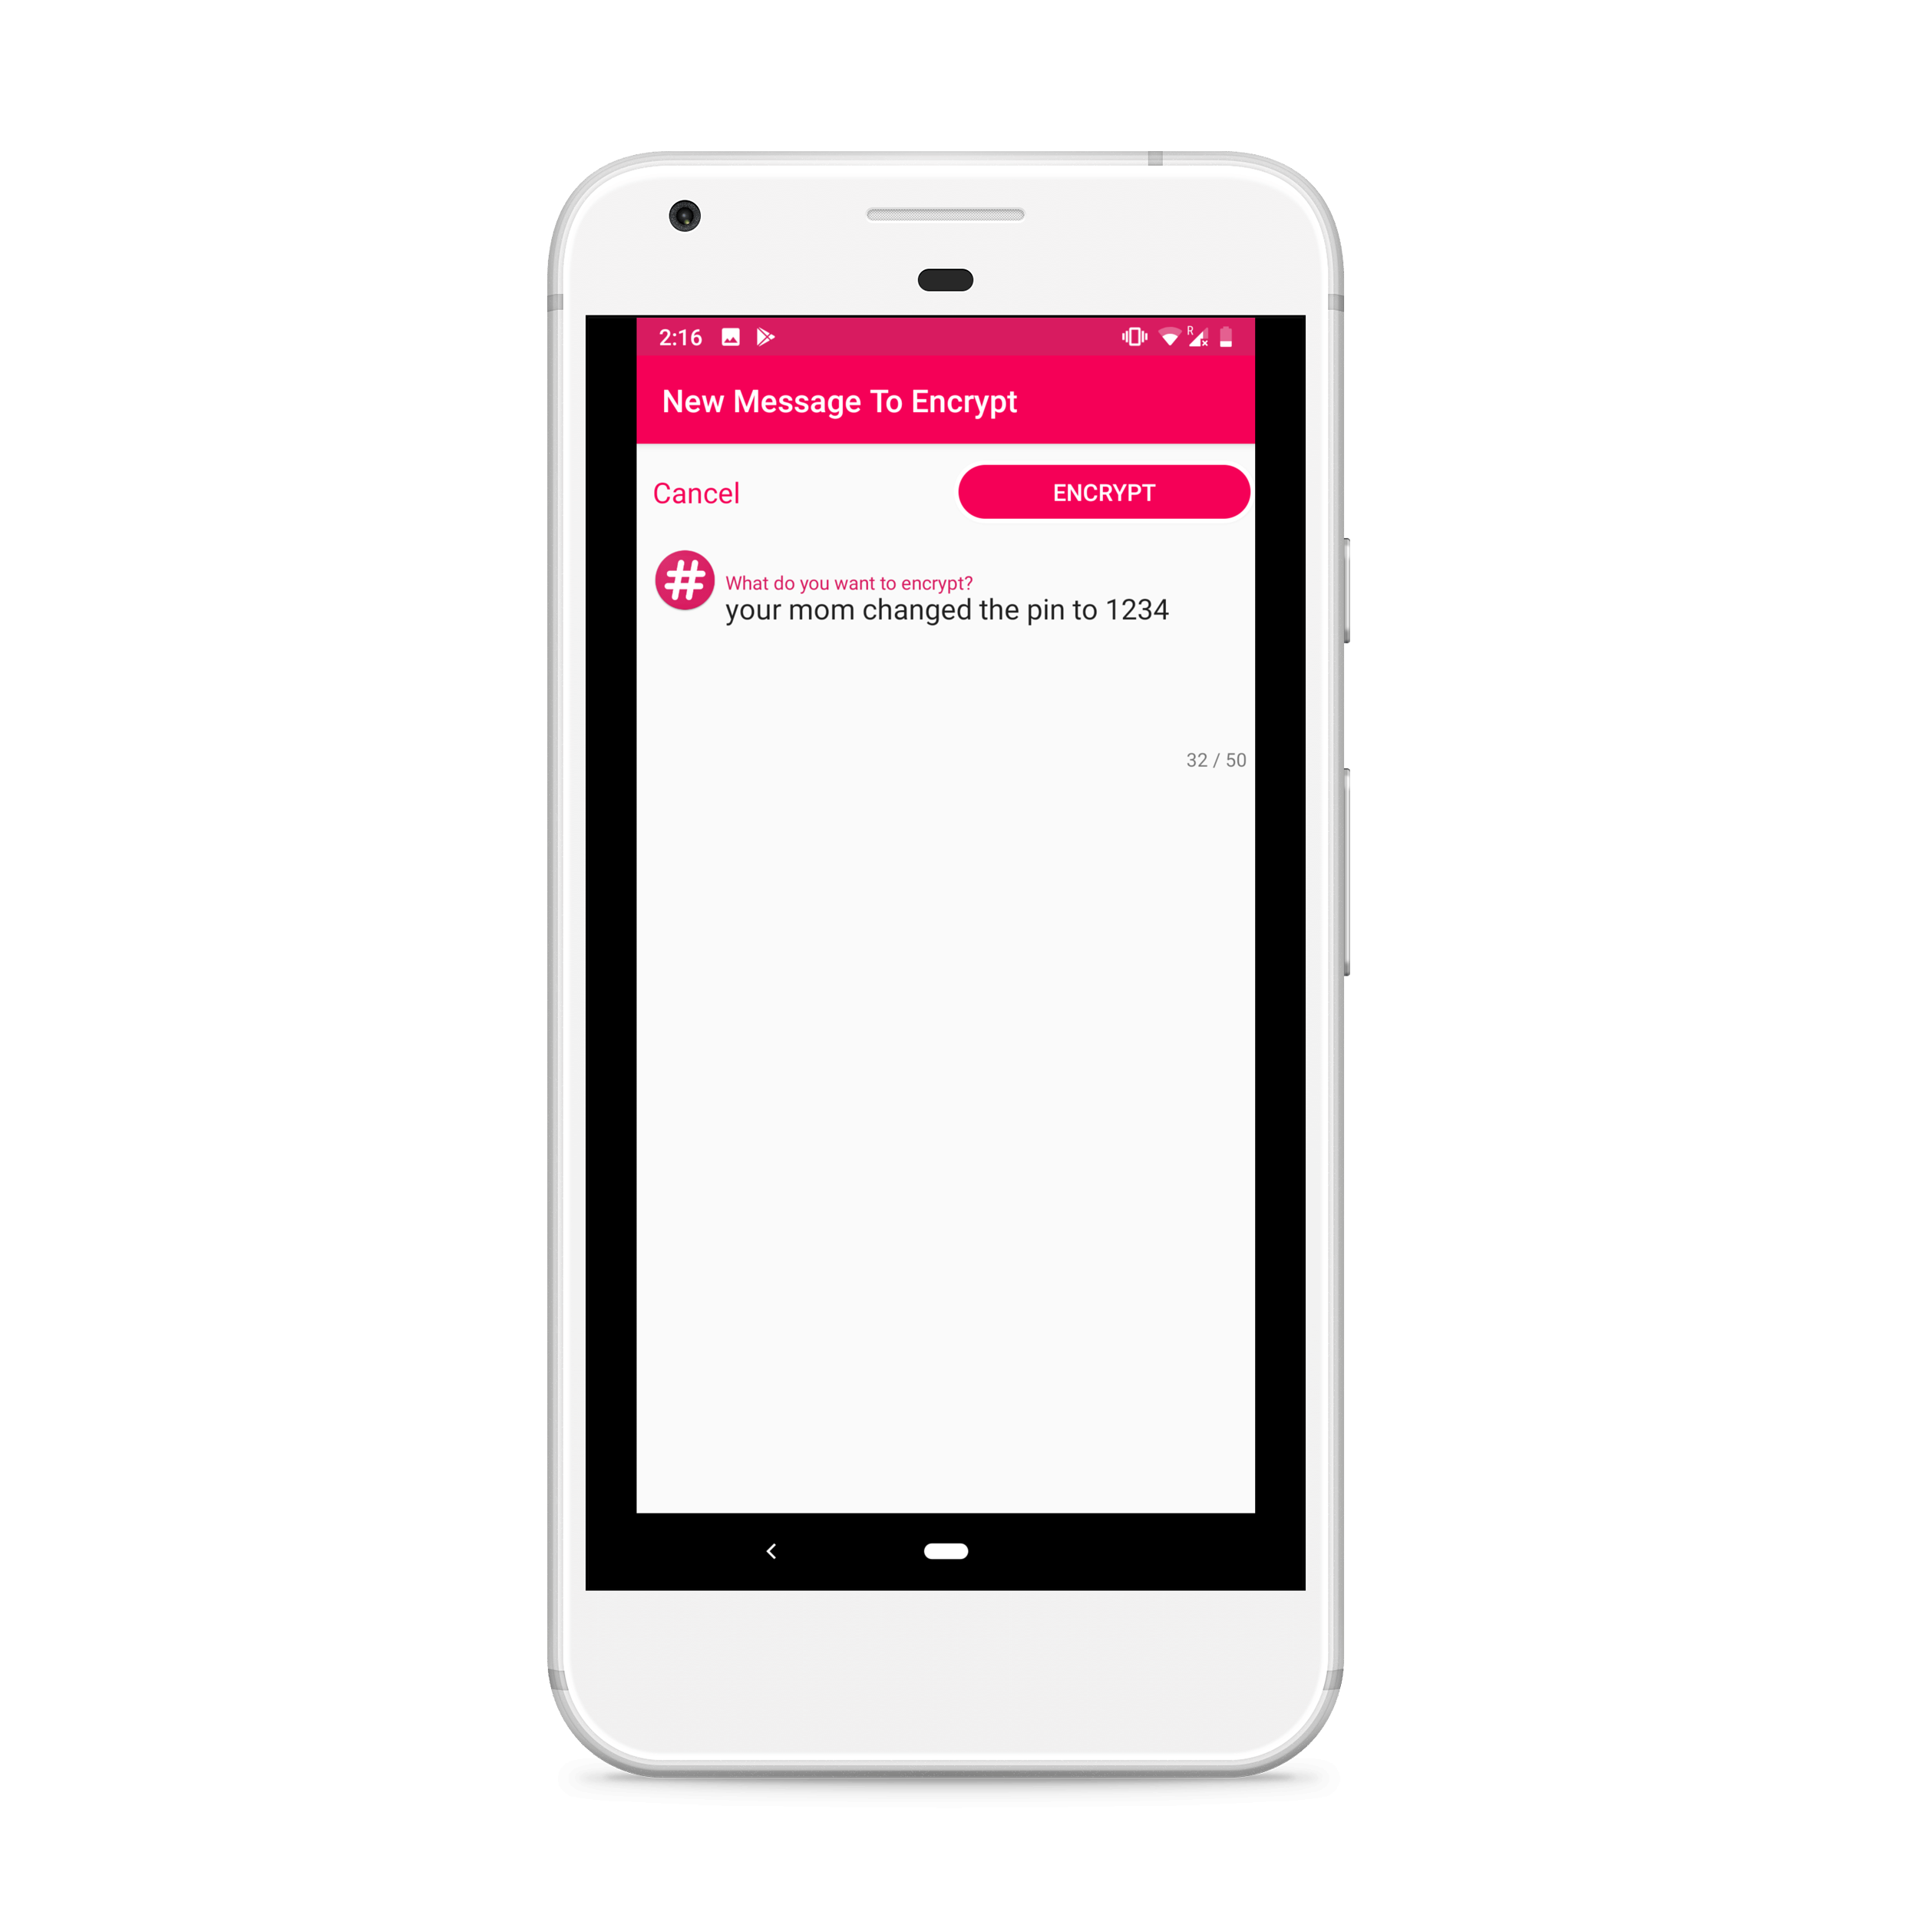 2:16
R
New Message To Encrypt
Cancel
ENCRYPT
#
What do you want to encrypt?
your mom changed the pin to 1234
32 / 50